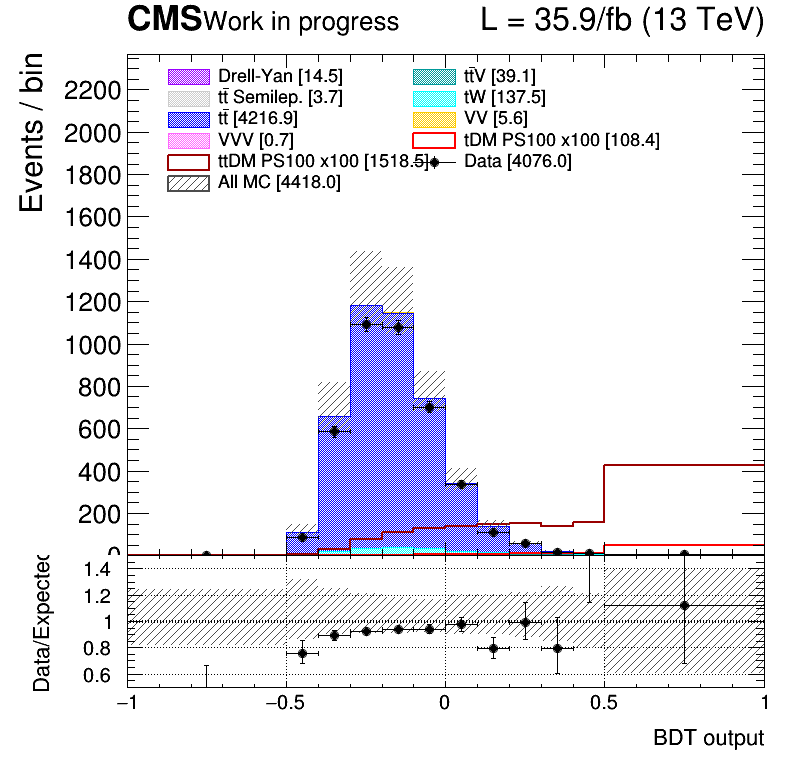 CMS Work in progress L = 35.9/fb (13 TeV)
Events / bin
Drell-Yan [14.5] tt̄V [39.1]
tt̄ Semilep. [3.7] tW [137.5]
tt̄ [4216.9] VV [5.6]
VVV [0.7] tDM PS100 x100 [108.4]
ttDM PS100 x100 [1518.5] Data [4076.0]
All MC [4418.0]
2200
2000
1800
1600
1400
1200
1000
800
600
400
200
0
Data/Expected
1.4
1.2
1
0.8
0.6
−1 −0.5 0 0.5 1
BDT output